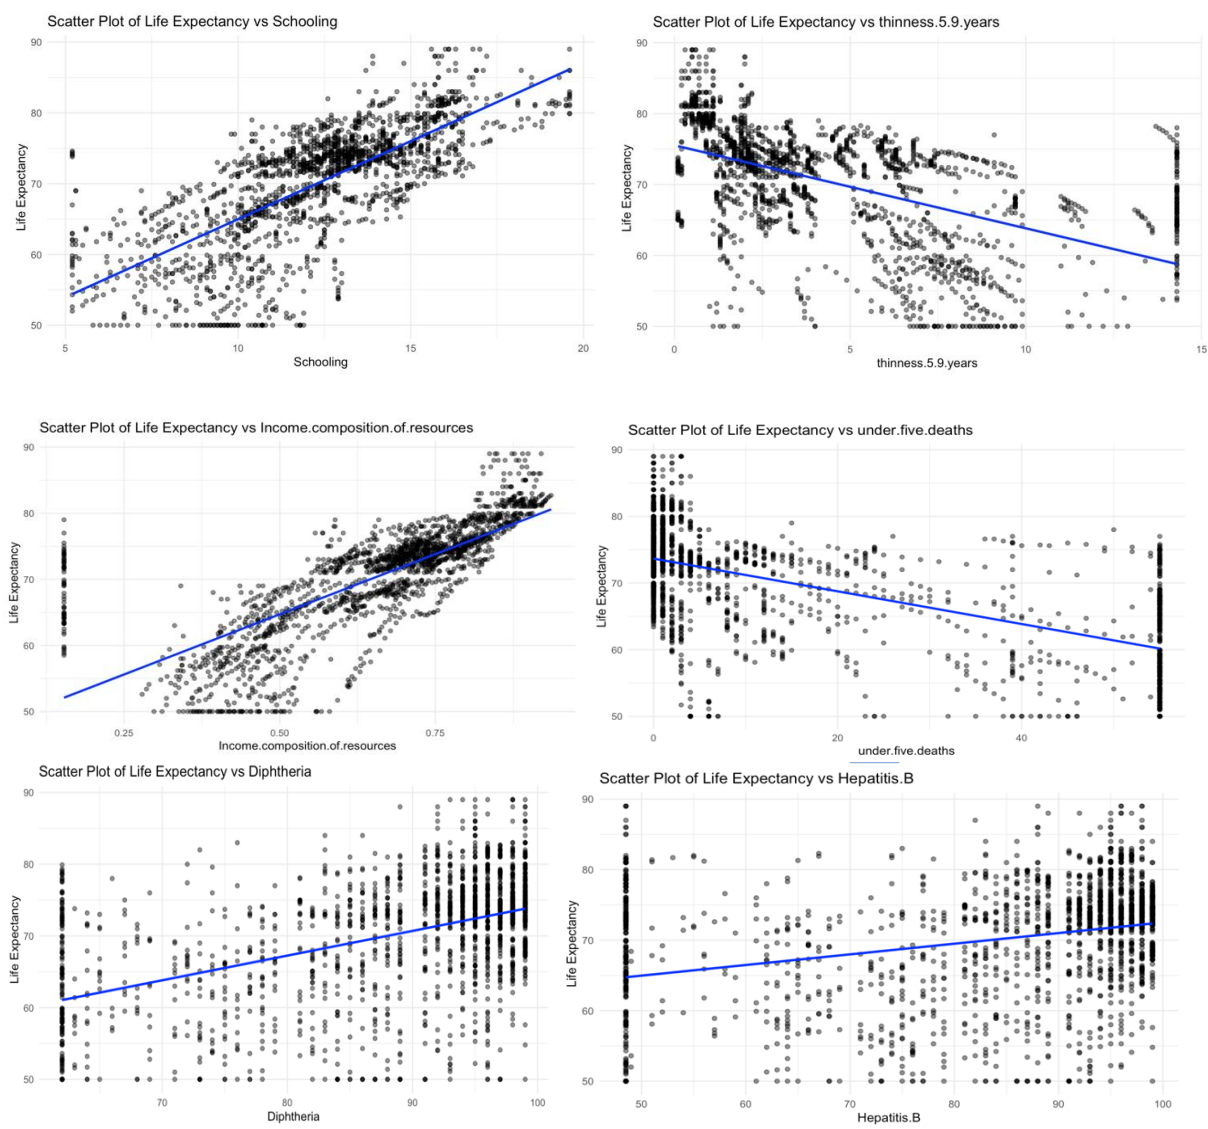 Scatter Plot of Life Expectancy vs Schooling
90
80
70
60
50
Life Expectancy
5 10 15 20
Schooling
Scatter Plot of Life Expectancy vs thinness.5.9.years
90
80
70
60
50
Life Expectancy
0 5 10 15
thinness.5.9.years
Scatter Plot of Life Expectancy vs Income.composition.of.resources
90
80
70
60
50
Life Expectancy
0.25 0.50 0.75
Income.composition.of.resources
Scatter Plot of Life Expectancy vs under.five.deaths
90
80
70
60
50
Life Expectancy
0 20 40
under.five.deaths
Scatter Plot of Life Expectancy vs Diphtheria
90
80
70
60
50
Life Expectancy
70 80 90 100
Diphtheria
Scatter Plot of Life Expectancy vs Hepatitis.B
90
80
70
60
50
Life Expectancy
50 60 70 80 90 100
Hepatitis.B